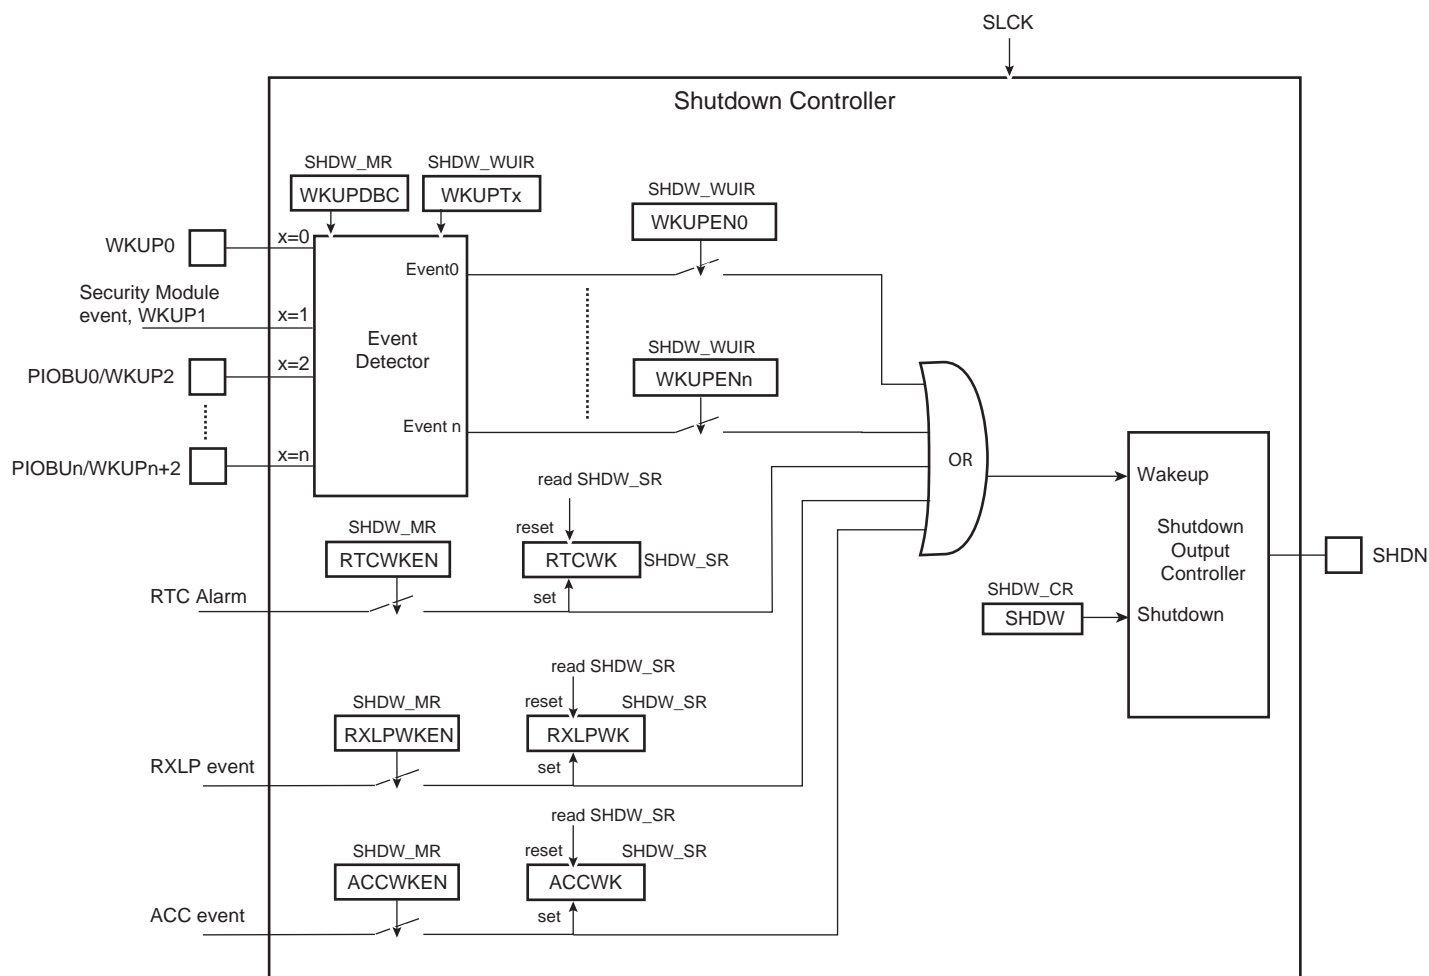 SLCK
Shutdown Controller
SHDW_MR
SHDW_WUIR
WKUPDBC
WKUPTx
SHDW_WUIR
WKUPEN0
WKUP0
x=0
Event0
Security Module
event, WKUP1
x=1
Event
Detector
SHDW_WUIR
WKUPENn
PIOBU0/WKUP2
x=2
Event n
PIOBUn/WKUPn+2
x=n
OR
Wakeup
Shutdown
Output
Controller
SHDN
SHDW_CR
SHDW
Shutdown
read SHDW_SR
reset
SHDW_MR
RTCWKEN
RTCWK
SHDW_SR
RTC Alarm
set
read SHDW_SR
SHDW_MR
reset
SHDW_SR
RXLPWKEN
RXLPWK
RXLP event
set
read SHDW_SR
SHDW_MR
reset
SHDW_SR
ACCWKEN
ACCWK
ACC event
set